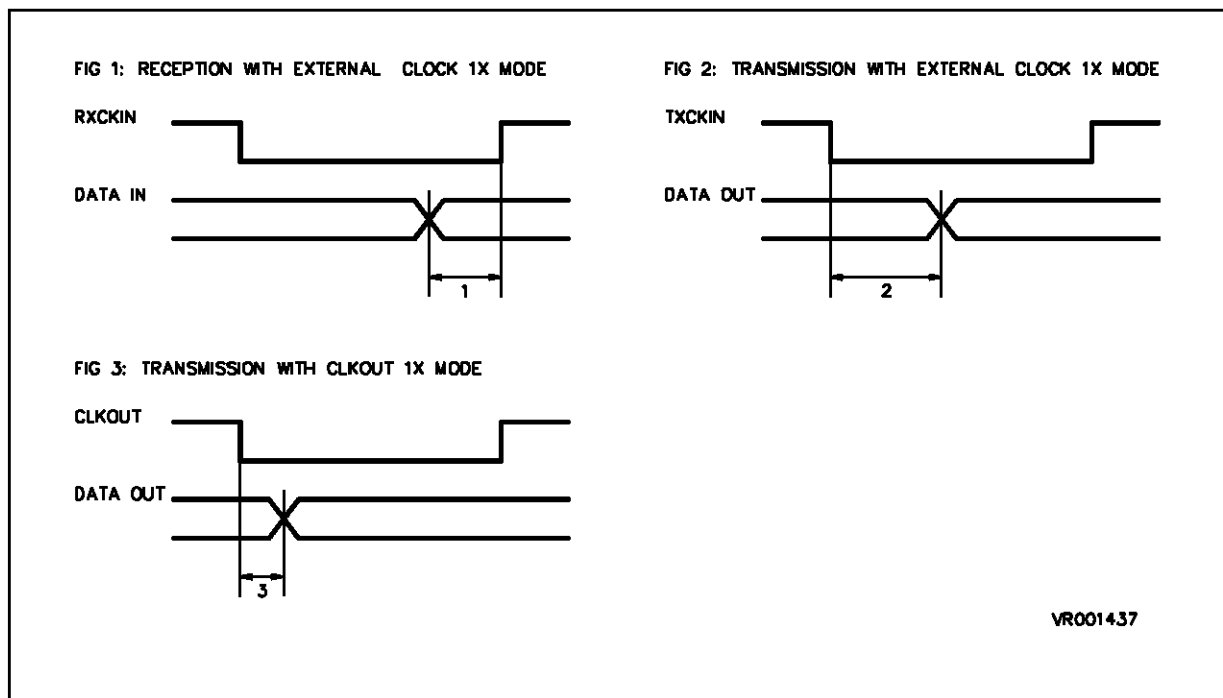 FIG 1: RECEPTION WITH EXTERNAL CLOCK 1X MODE
RXCKIN
DATA IN
1
FIG 2: TRANSMISSION WITH EXTERNAL CLOCK 1X MODE
TXCKIN
DATA OUT
2
FIG 3: TRANSMISSION WITH CLKOUT 1X MODE
CLKOUT
DATA OUT
3
VR001437